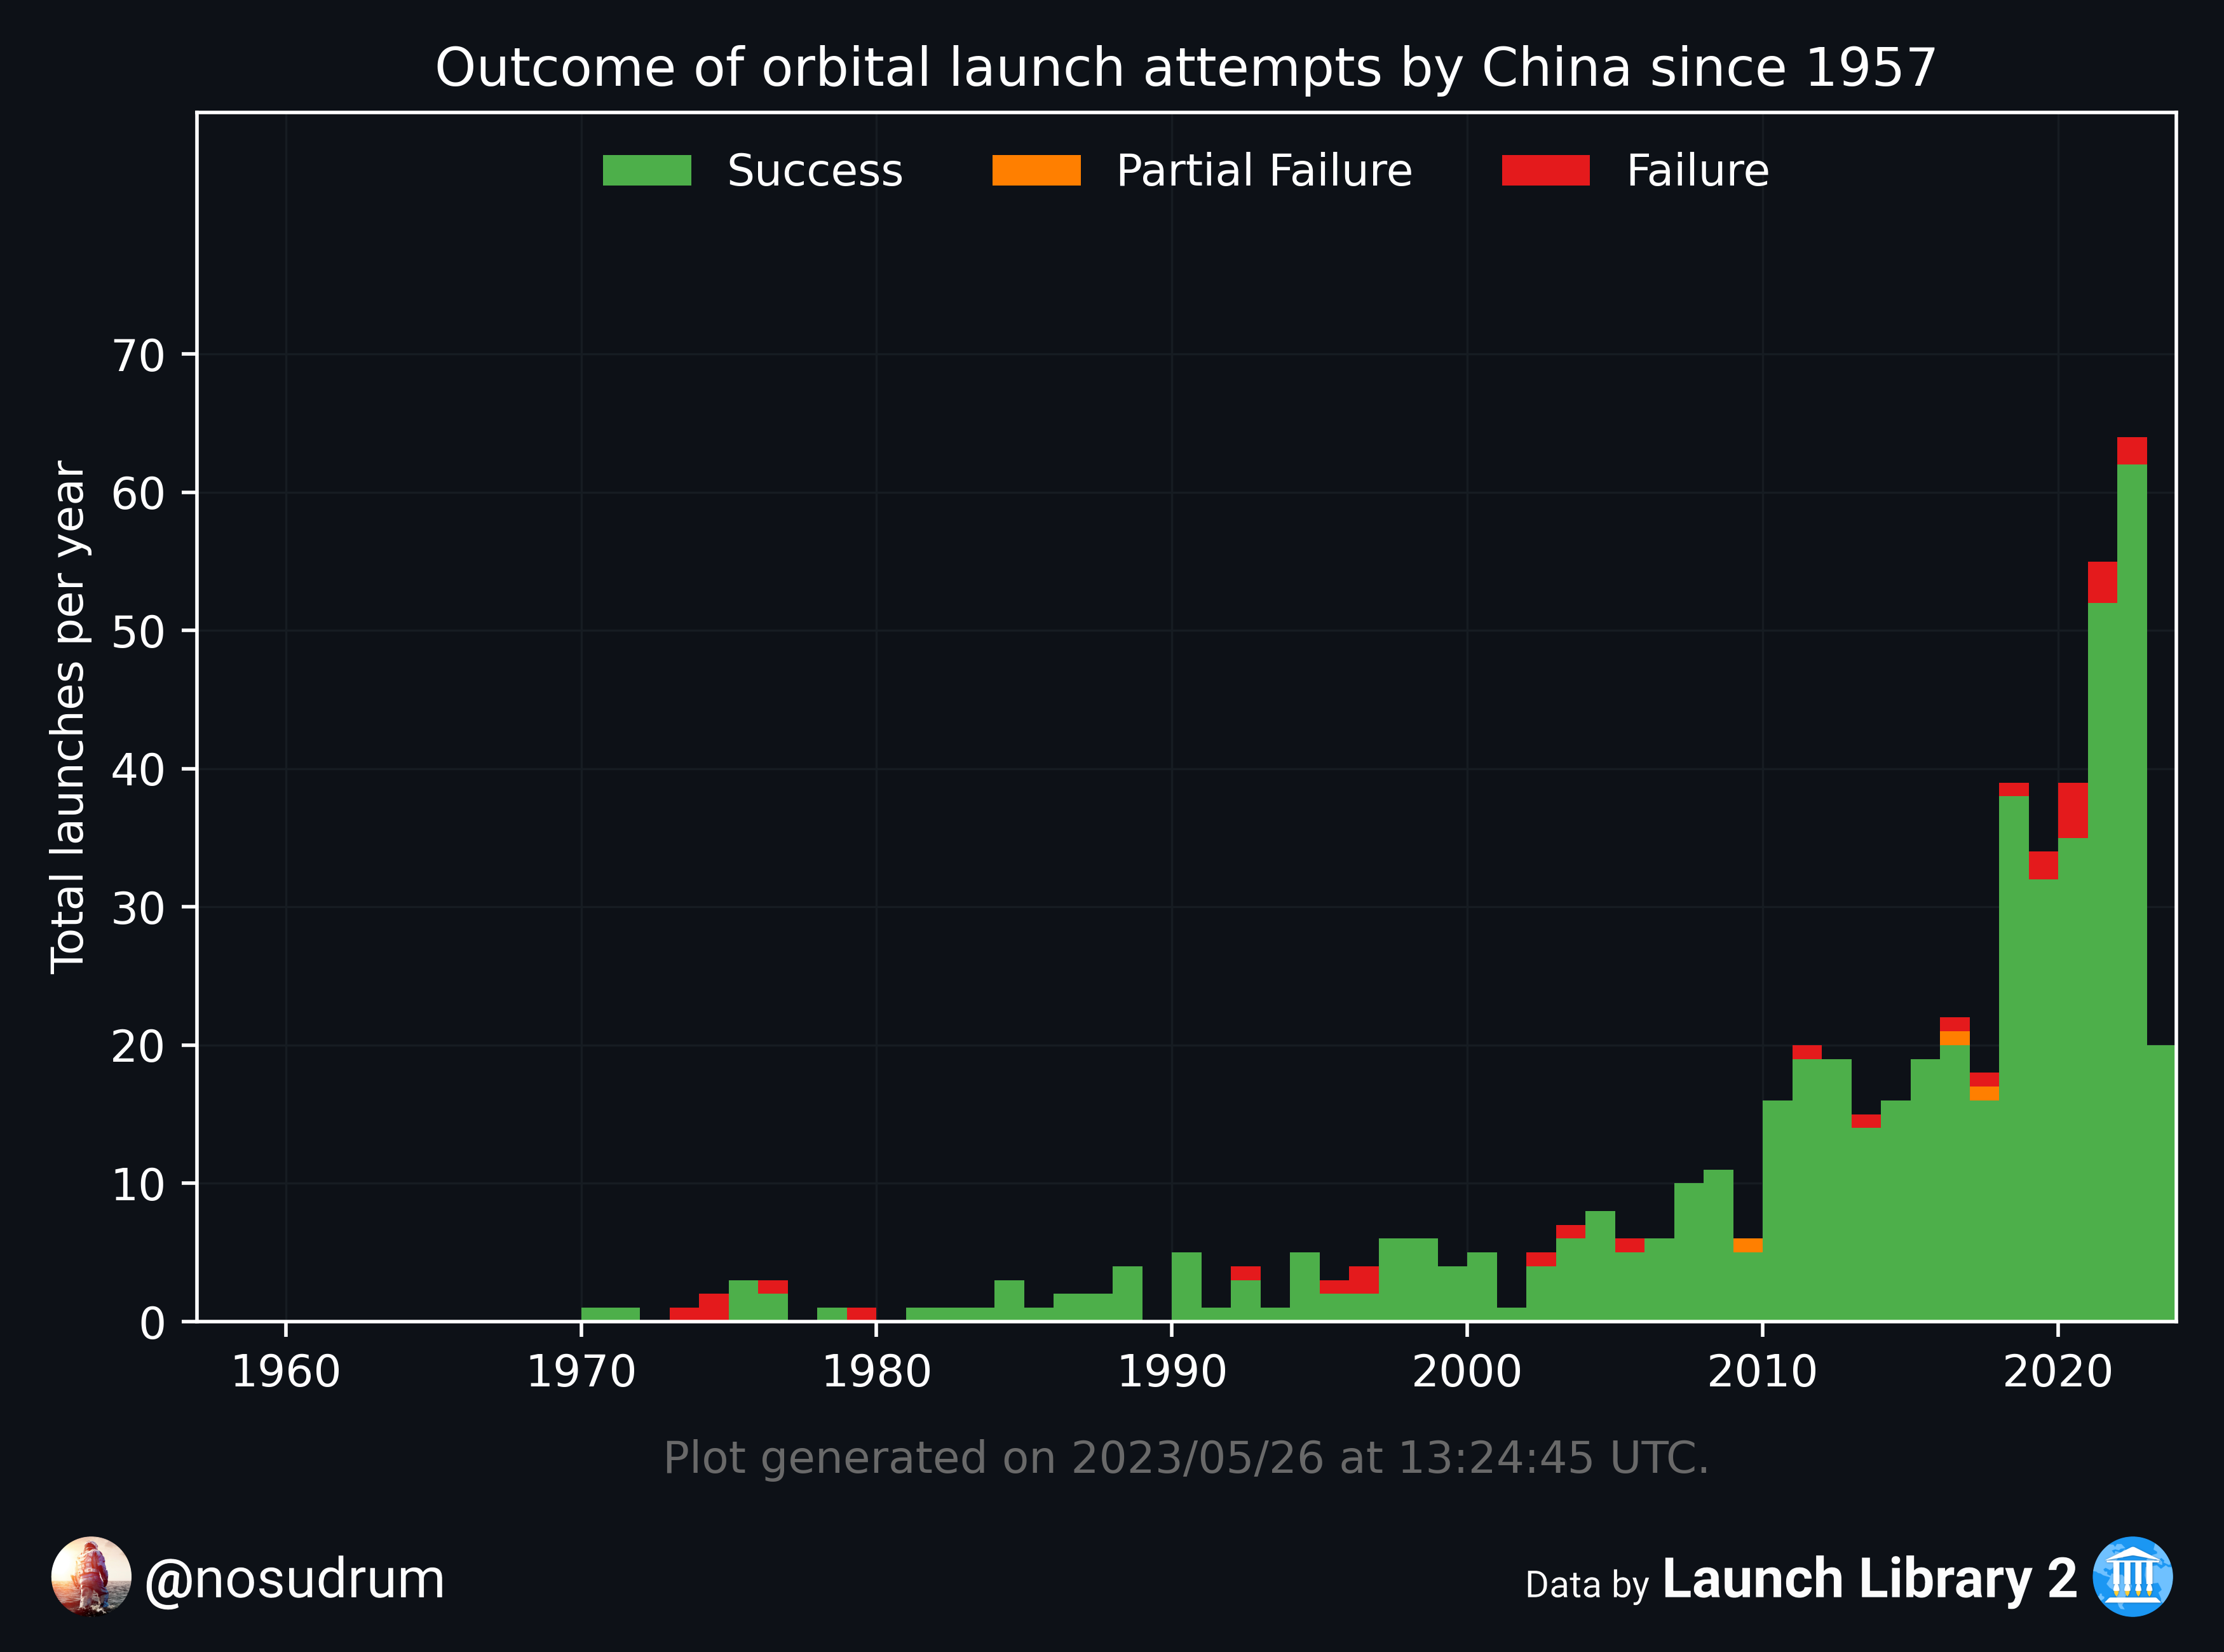 Outcome of orbital launch attempts by China since 1957
Success Partial Failure Failure
Total launches per year
70
60
50
40
30
20
10
0
1960 1970 1980 1990 2000 2010 2020
Plot generated on 2023/05/26 at 13:24:45 UTC.
@nosudrum
Data by Launch Library 2